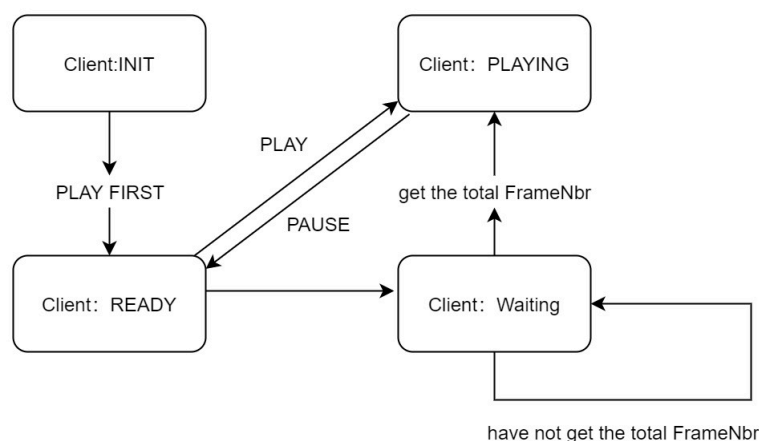 Client:INIT
Client：PLAYING
PLAY
PLAY FIRST
get the total FrameNbr
PAUSE
Client：READY
Client：Waiting
have not get the total FrameNbr